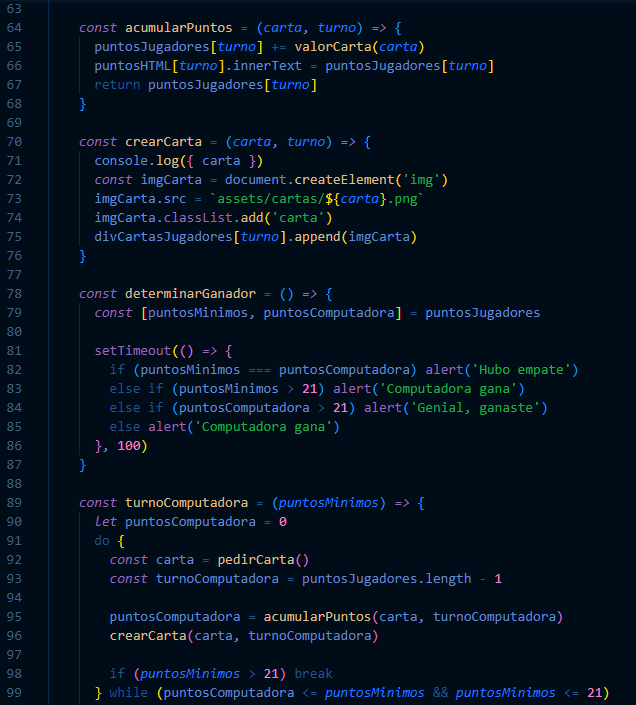 63
64 const acumularPuntos = (carta, turno) => {
65 puntosJugadores[turno] += valorCarta(carta)
66 puntosHTML[turno].innerText = puntosJugadores[turno]
67 return puntosJugadores[turno]
68 }
69
70 const crearCarta = (carta, turno) => {
71 console.log({ carta })
72 const imgCarta = document.createElement('img')
73 imgCarta.src = `assets/cartas/${carta}.png`
74 imgCarta.classList.add('carta')
75 divCartasJugadores[turno].append(imgCarta)
76 }
77
78 const determinarGanador = () => {
79 const [puntosMinimos, puntosComputadora] = puntosJugadores
80
81 setTimeout(() => {
82 if (puntosMinimos === puntosComputadora) alert('Hubo empate')
83 else if (puntosMinimos > 21) alert('Computadora gana')
84 else if (puntosComputadora > 21) alert('Genial, ganaste')
85 else alert('Computadora gana')
86 }, 100)
87 }
88
89 const turnoComputadora = (puntosMinimos) => {
90 let puntosComputadora = 0
91 do {
92 const carta = pedirCarta()
93 const turnoComputadora = puntosJugadores.length - 1
94
95 puntosComputadora = acumularPuntos(carta, turnoComputadora)
96 crearCarta(carta, turnoComputadora)
97
98 if (puntosMinimos > 21) break
99 } while (puntosComputadora <= puntosMinimos && puntosMinimos <= 21)